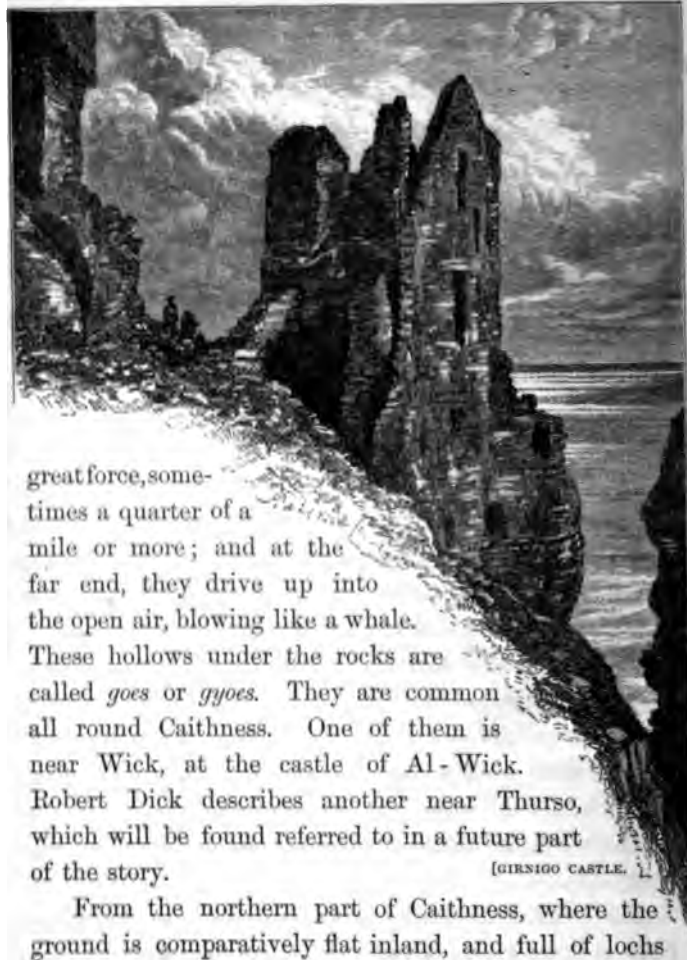 great force, some-
times a quarter of a
mile or more; and at the
far end, they drive up into
the open air, blowing like a whale.
These hollows under the rocks are
called goes or gyoes. They are common
all round Caithness. One of them is
near Wick, at the castle of Al-Wick.
Robert Dick describes another near Thurso,
which will be found referred to in a future part
of the story. [GIRNIGO CASTLE.
From the northern part of Caithness, where the
ground is comparatively flat inland, and full of lochs